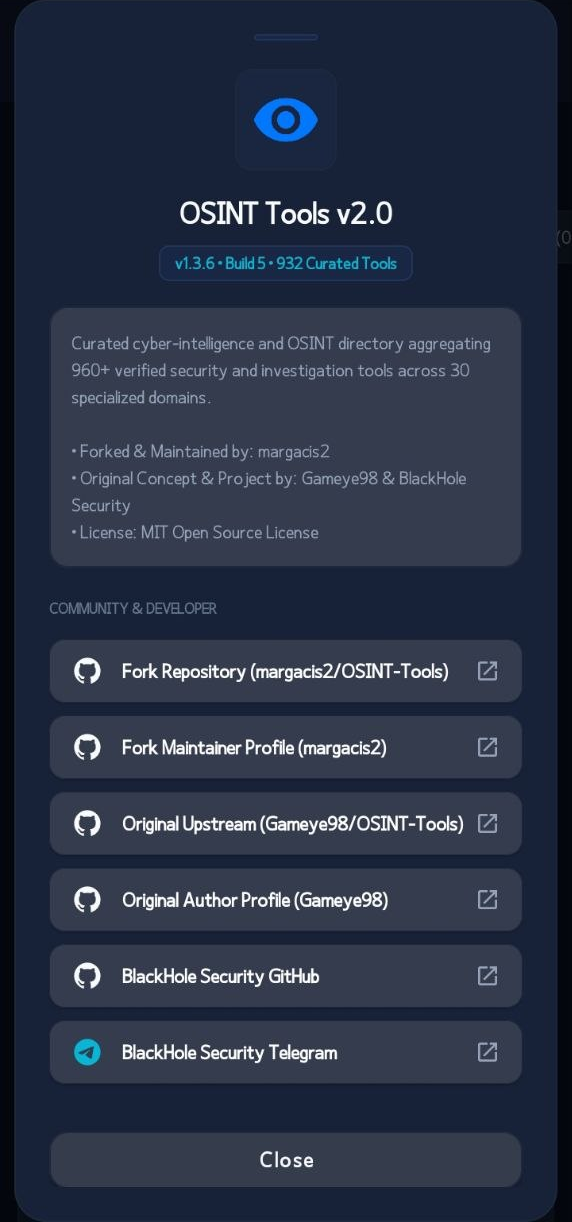 OSINT Tools v2.0
v1.3.6 • Build 5 • 932 Curated Tools
Curated cyber-intelligence and OSINT directory aggregating
960+ verified security and investigation tools across 30
specialized domains.
• Forked & Maintained by: margacis2
• Original Concept & Project by: Gameye98 & BlackHole
Security
• License: MIT Open Source License
COMMUNITY & DEVELOPER
Fork Repository (margacis2/OSINT-Tools)
Fork Maintainer Profile (margacis2)
Original Upstream (Gameye98/OSINT-Tools)
Original Author Profile (Gameye98)
BlackHole Security GitHub
BlackHole Security Telegram
Close